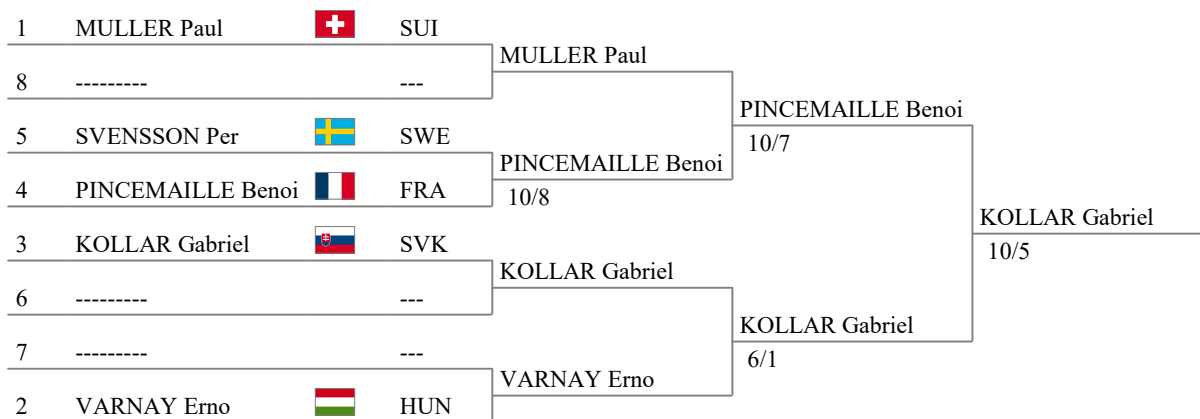 1 MULLER Paul SUI
MULLER Paul
8 --------- ---
PINCEMAILLE Benoi
10/7
5 SVENSSON Per SWE
PINCEMAILLE Benoi
10/8
4 PINCEMAILLE Benoi FRA
KOLLAR Gabriel
10/5
3 KOLLAR Gabriel SVK
KOLLAR Gabriel
6 --------- ---
KOLLAR Gabriel
6/1
7 --------- ---
VARNAY Erno
2 VARNAY Erno HUN